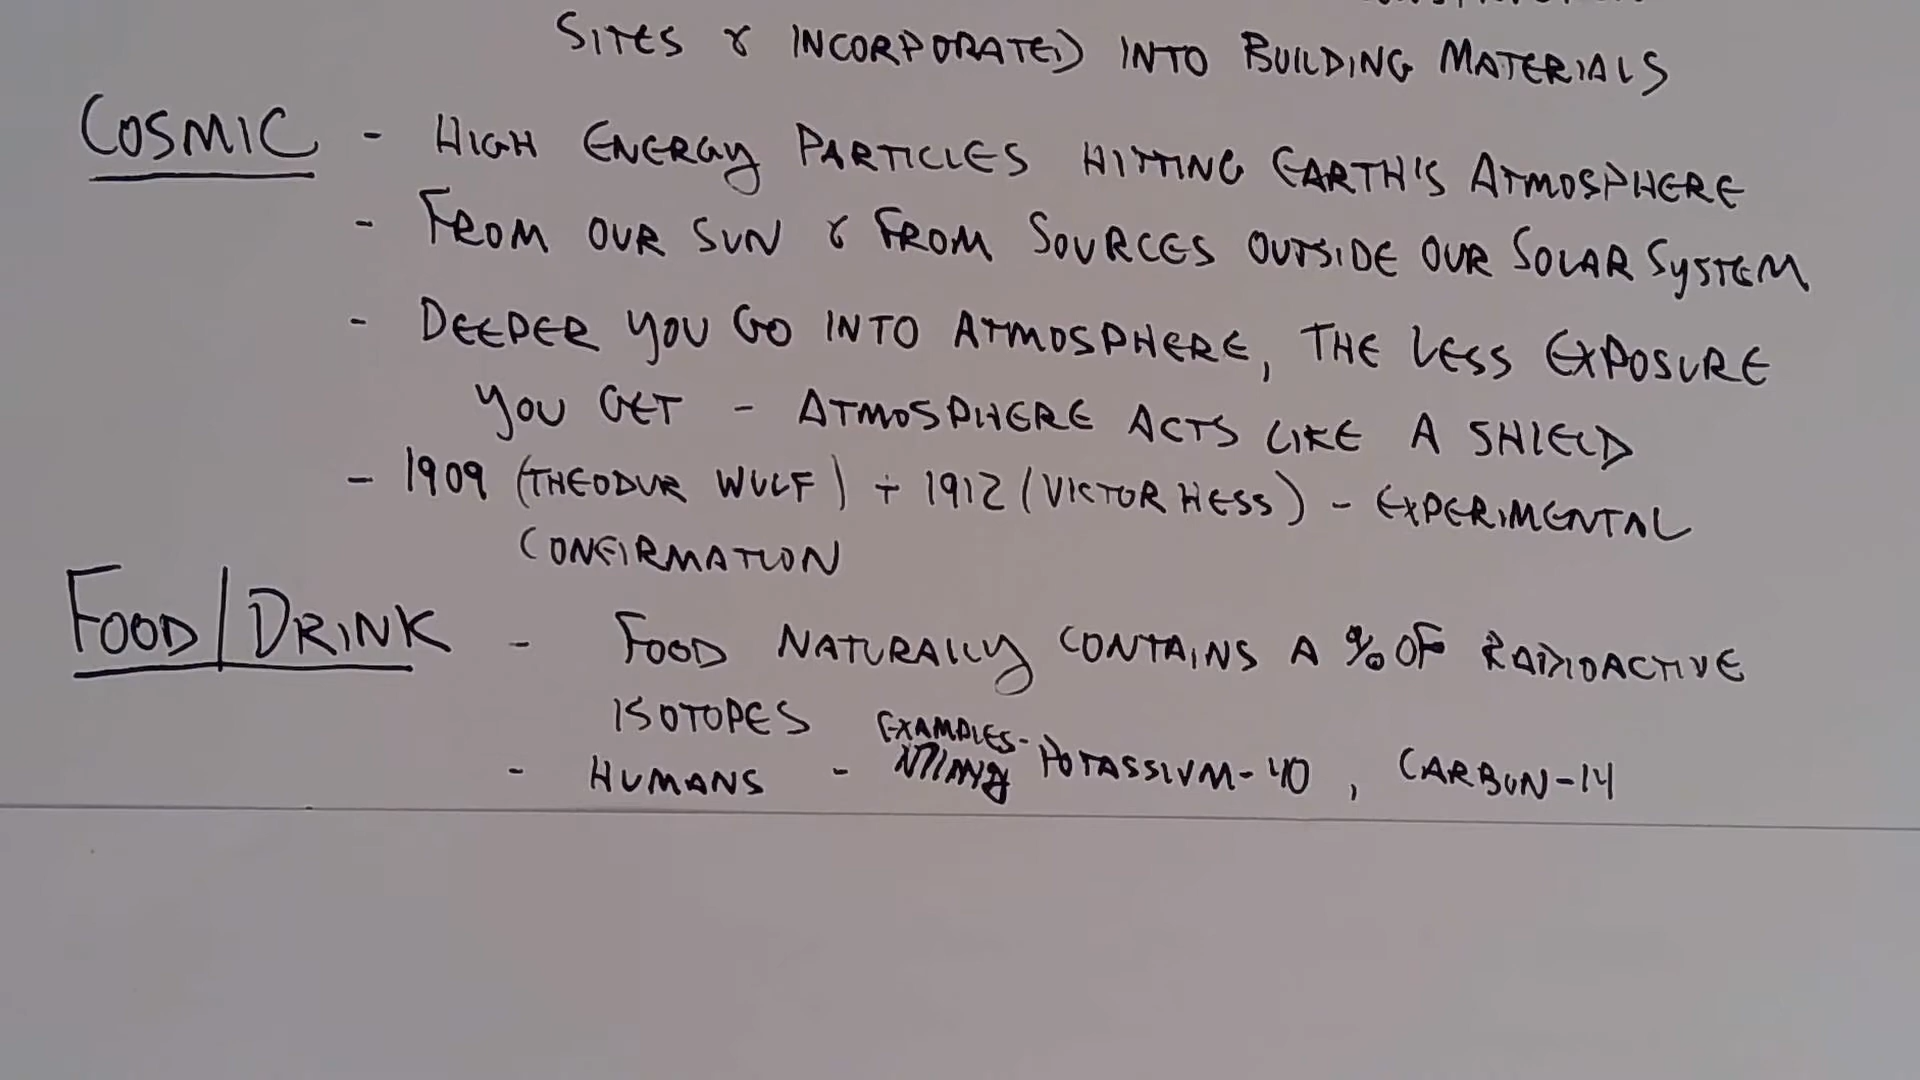 SITES & INCORPORATED INTO BUILDING MATERIALS
COSMIC - HIGH ENERGY PARTICLES HITTING EARTH'S ATMOSPHERE
- FROM OUR SUN & FROM SOURCES OUTSIDE OUR SOLAR SYSTEM
- DEEPER YOU GO INTO ATMOSPHERE, THE LESS EXPOSURE
YOU GET - ATMOSPHERE ACTS LIKE A SHIELD
- 1909 (THEODUR WULF) + 1912 (VICTOR HESS) - EXPERIMENTAL
CONFIRMATION
FOOD/DRINK - FOOD NATURALLY CONTAINS A % OF RADIOACTIVE
ISOTOPES
- HUMANS - EXAMPLES- POTASSIUM-40, CARBON-14